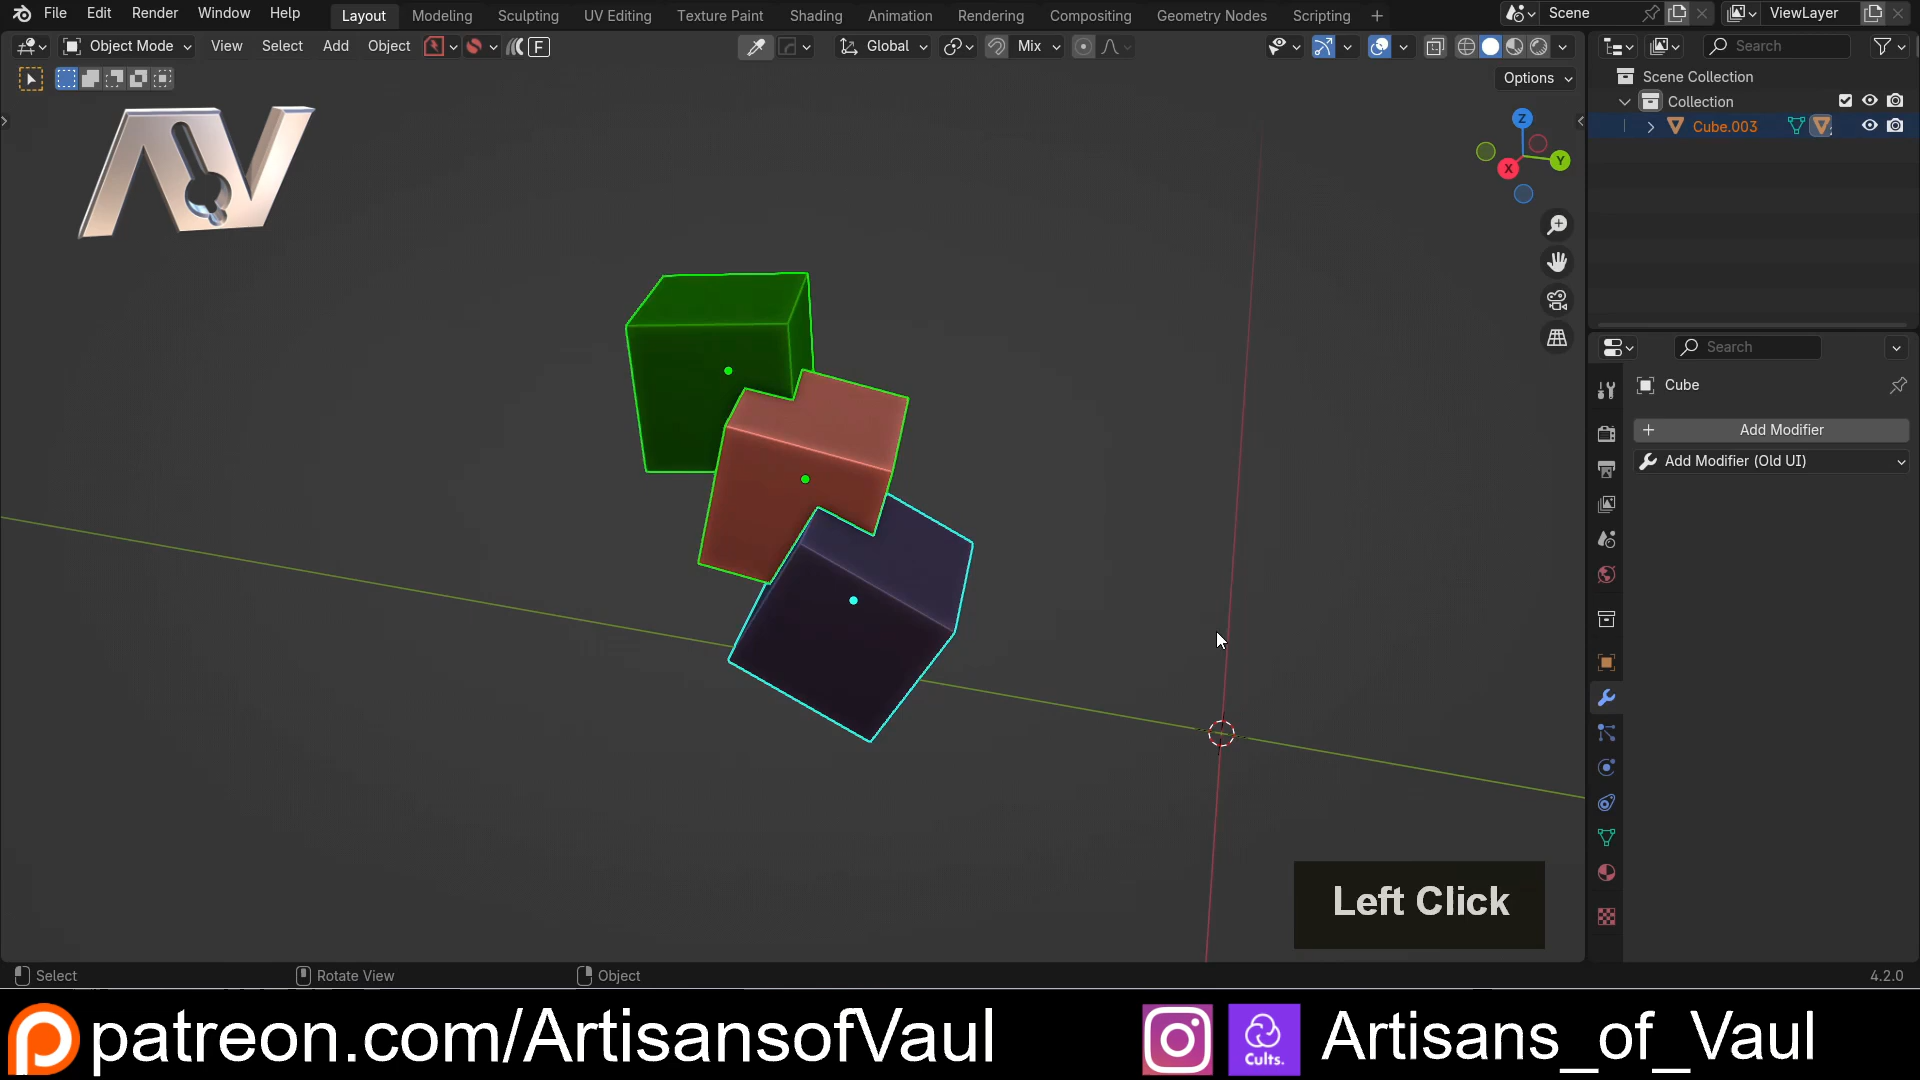 File Edit Render Window Help Layout Modeling Sculpting UV Editing Texture Paint Shading Animation Rendering Compositing Geometry Nodes Scripting + Scene ViewLayer
Object Mode View Select Add Object F Global Mix Search
Options
Scene Collection
Collection
Cube.003
Z
Y
X
Search
Cube
Add Modifier
Add Modifier (Old UI)
Left Click
Select Rotate View Object 4.2.0
patreon.com/ArtisansofVaul Cults. Artisans_of_Vaul